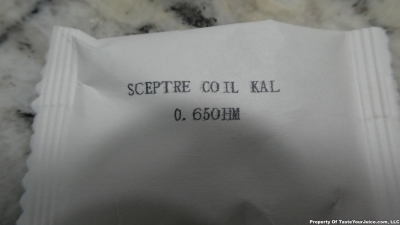 SCEPTRE COIL KAL
0.65OHM
Property Of TasteYourJuice.com, LLC